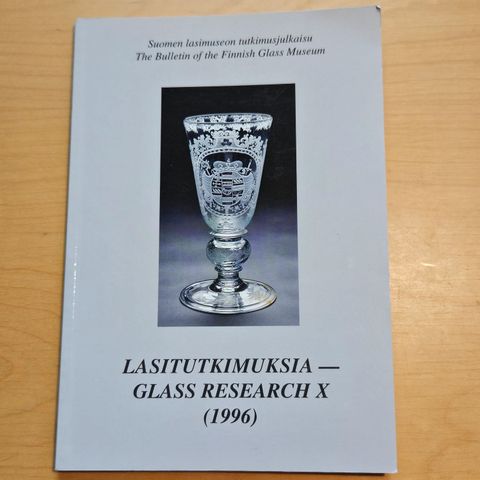 Suomen lasimuseon tutkimusjulkaisu
The Bulletin of the Finnish Glass Museum
LASITUTKIMUKSIA —
GLASS RESEARCH X
(1996)